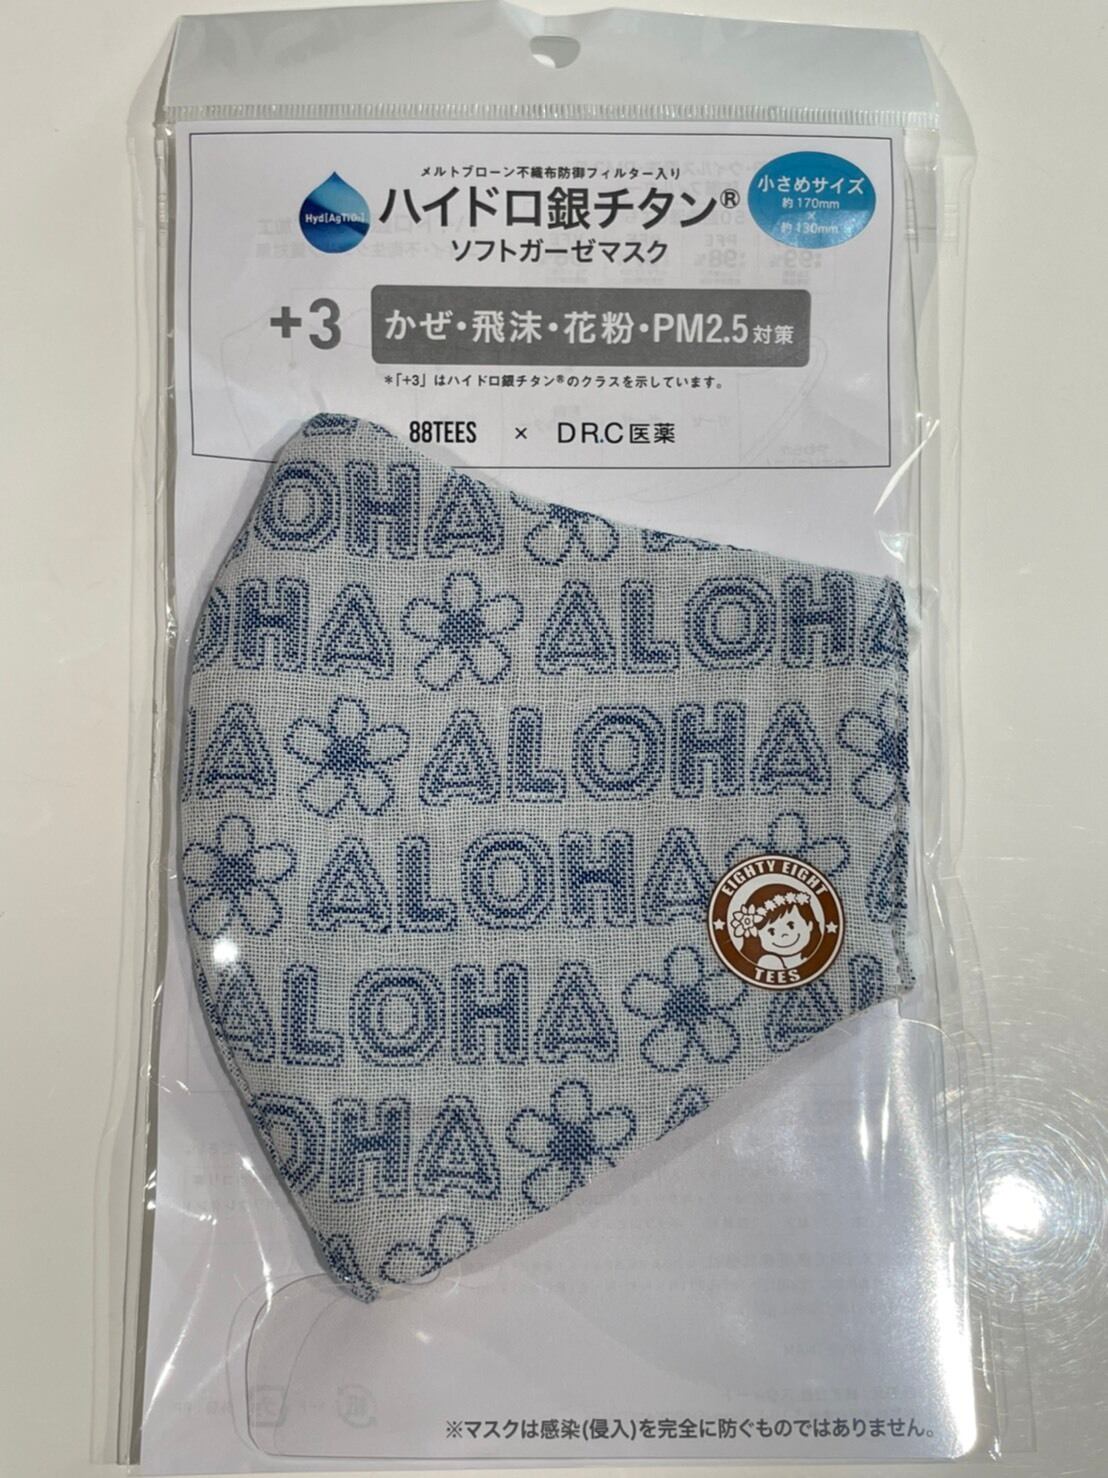 メルトブローン不織布防御フィルター入り
Hyd[AgTiO₂]
ハイドロ銀チタン®
ソフトガーゼマスク
小さめサイズ
約170mm
×
約130mm
+3
かぜ・飛沫・花粉・PM2.5対策
*「+3」はハイドロ銀チタン®のクラスを示しています。
88TEES × DR.C医薬
OHA
OHA ALOHA
A ALOHA
ALOHA
EIGHTY EIGHT
TEES
ALOHA
OHA
※マスクは感染(侵入)を完全に防ぐものではありません。